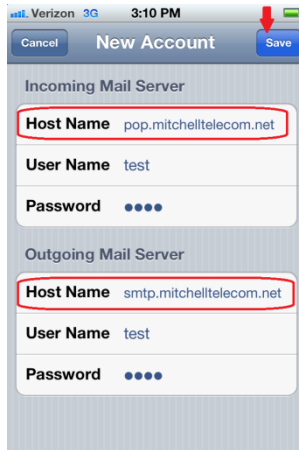 Verizon 3G 3:10 PM
Cancel New Account Save
Incoming Mail Server
Host Name pop.mitchelltelecom.net
User Name test
Password ●●●●
Outgoing Mail Server
Host Name smtp.mitchelltelecom.net
User Name test
Password ●●●●